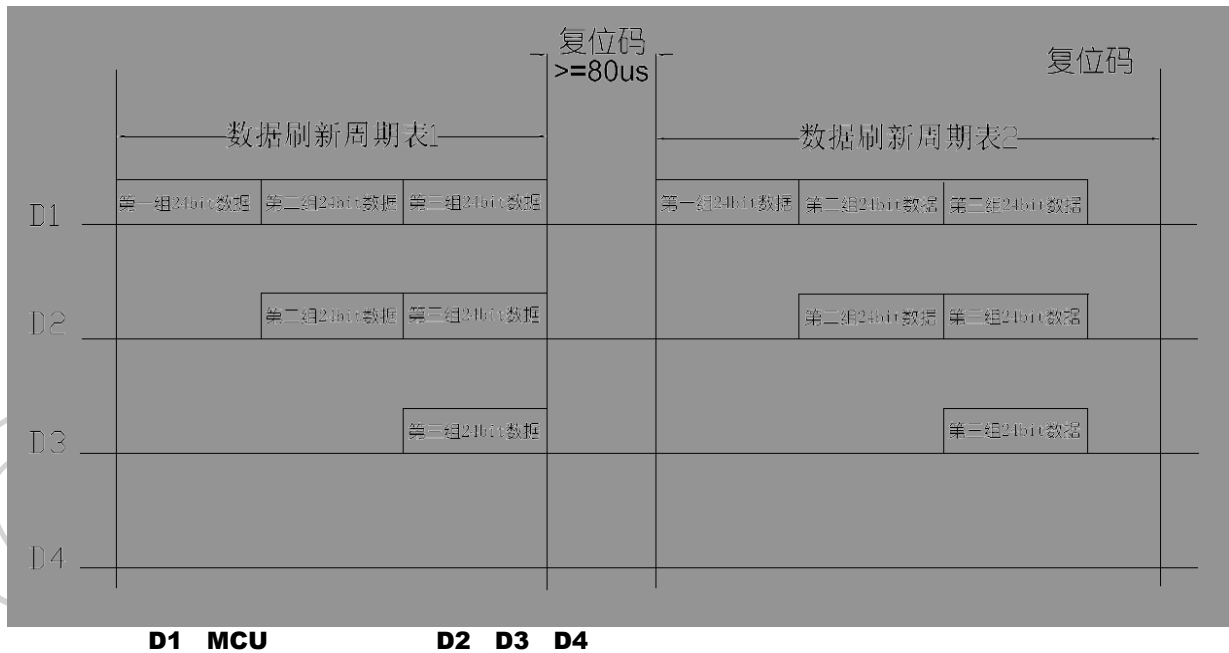 复位码
>=80us
复位码
数据刷新周期表1
数据刷新周期表2
D1 第一组24bit数据 第二组24bit数据 第三组24bit数据 第一组24bit数据 第二组24bit数据 第三组24bit数据
D2 第二组24bit数据 第三组24bit数据 第二组24bit数据 第三组24bit数据
D3 第三组24bit数据 第三组24bit数据
D4
D1 MCU D2 D3 D4